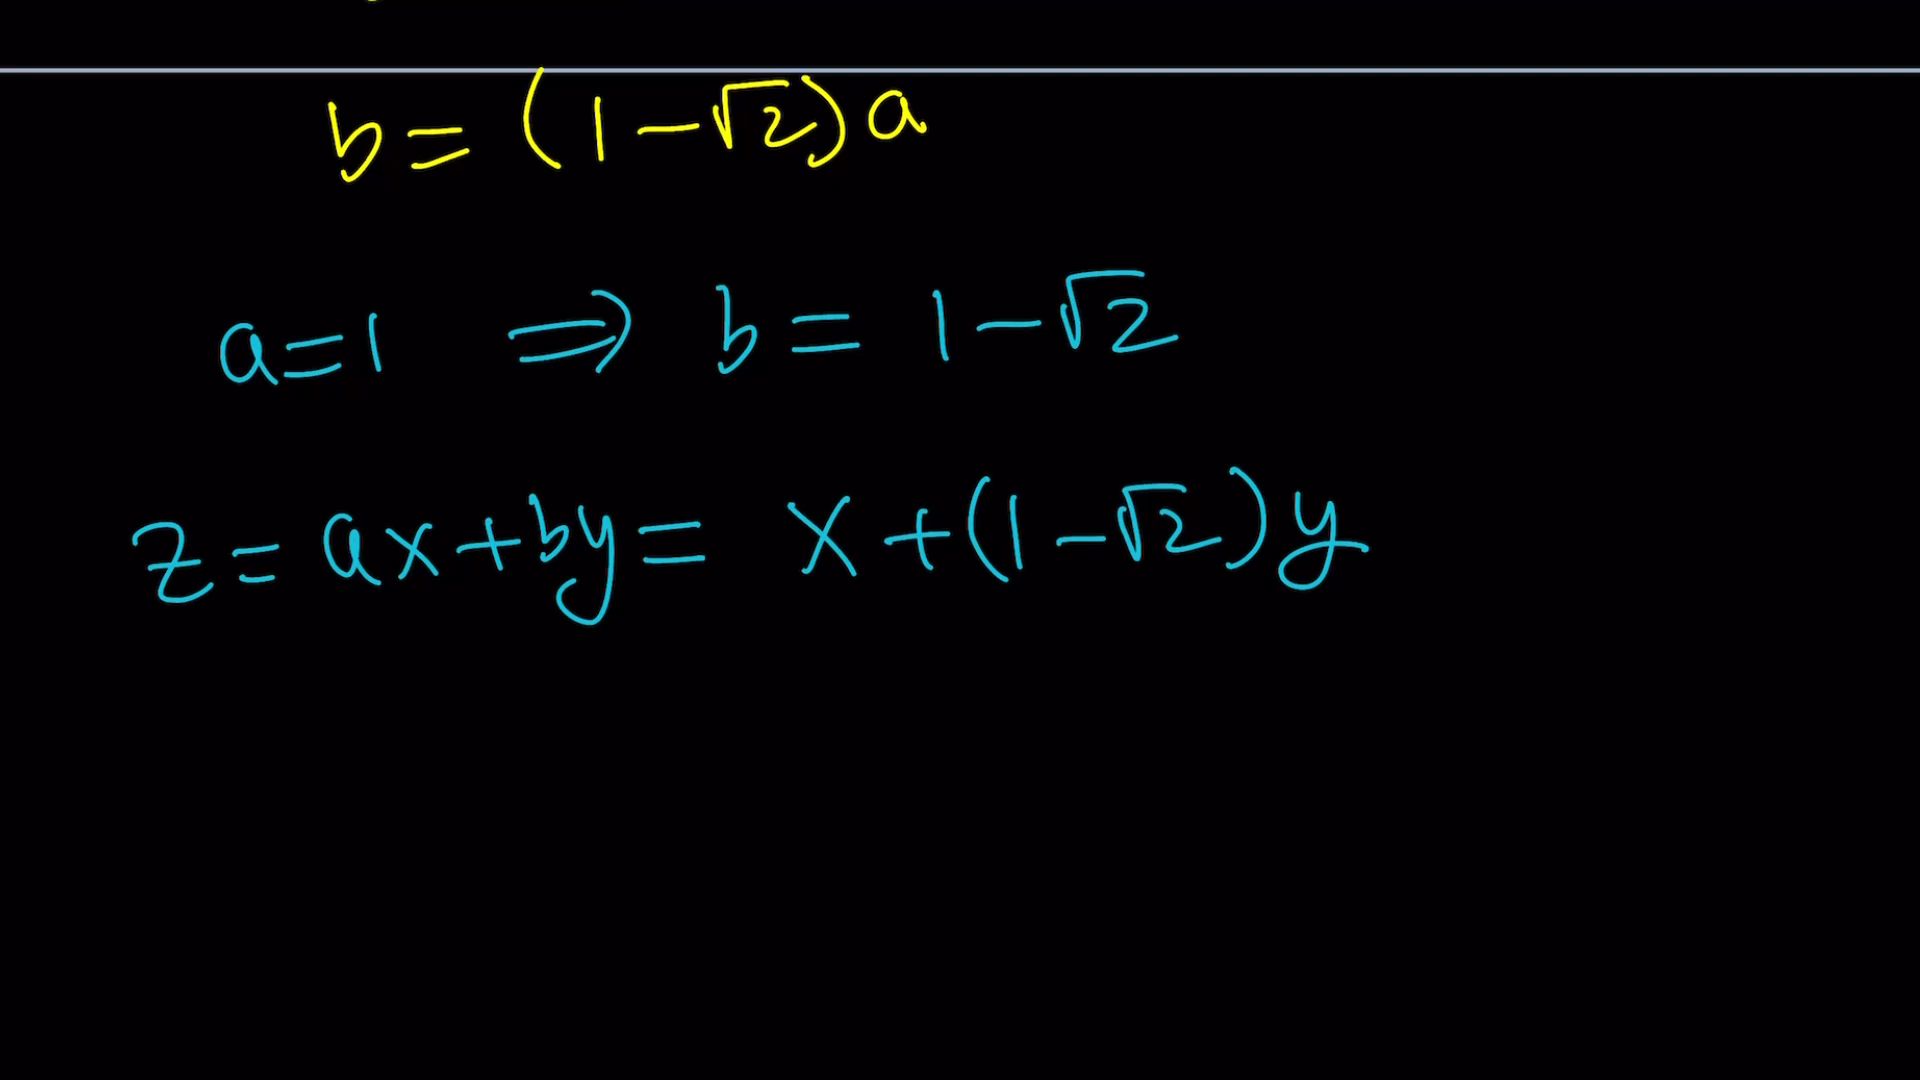 b = (1-√2) a
a=1 ⇒ b = 1-√2
z = ax+by = x+(1-√2)y